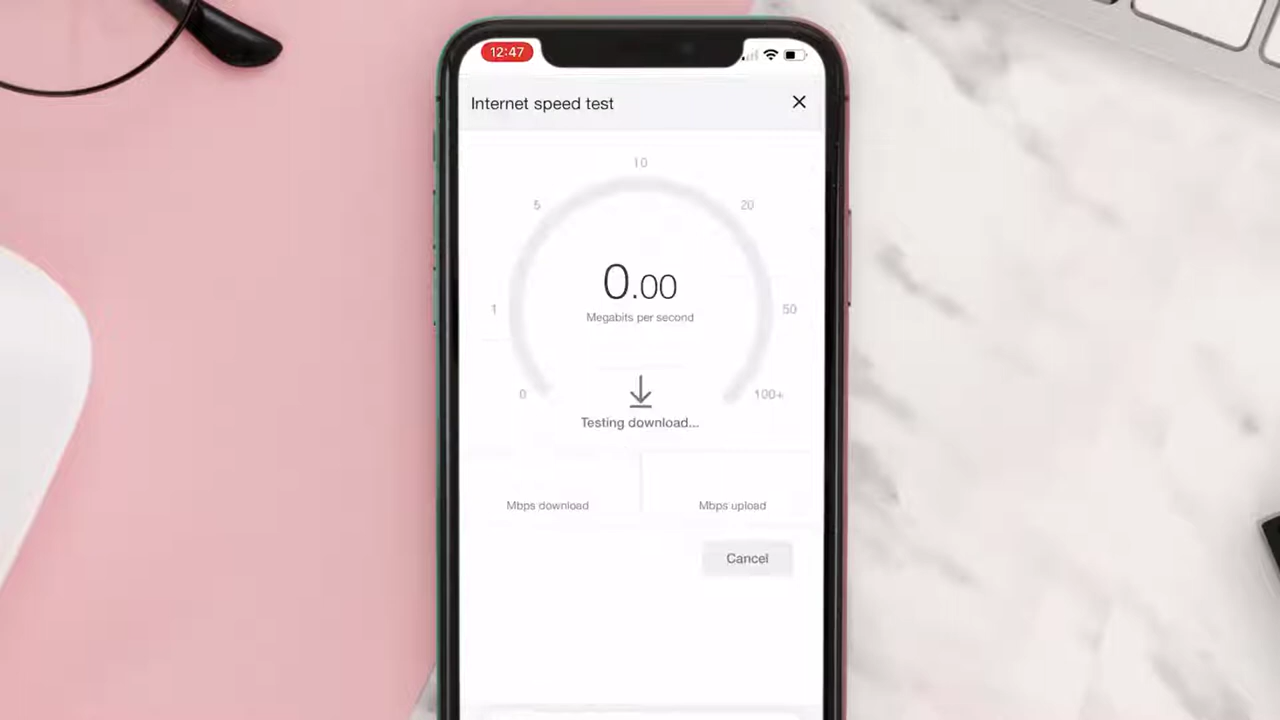 12:47
Internet speed test
10
5
20
0.00
1
Megabits per second
50
0
100+
Testing download...
Mbps download
Mbps upload
Cancel